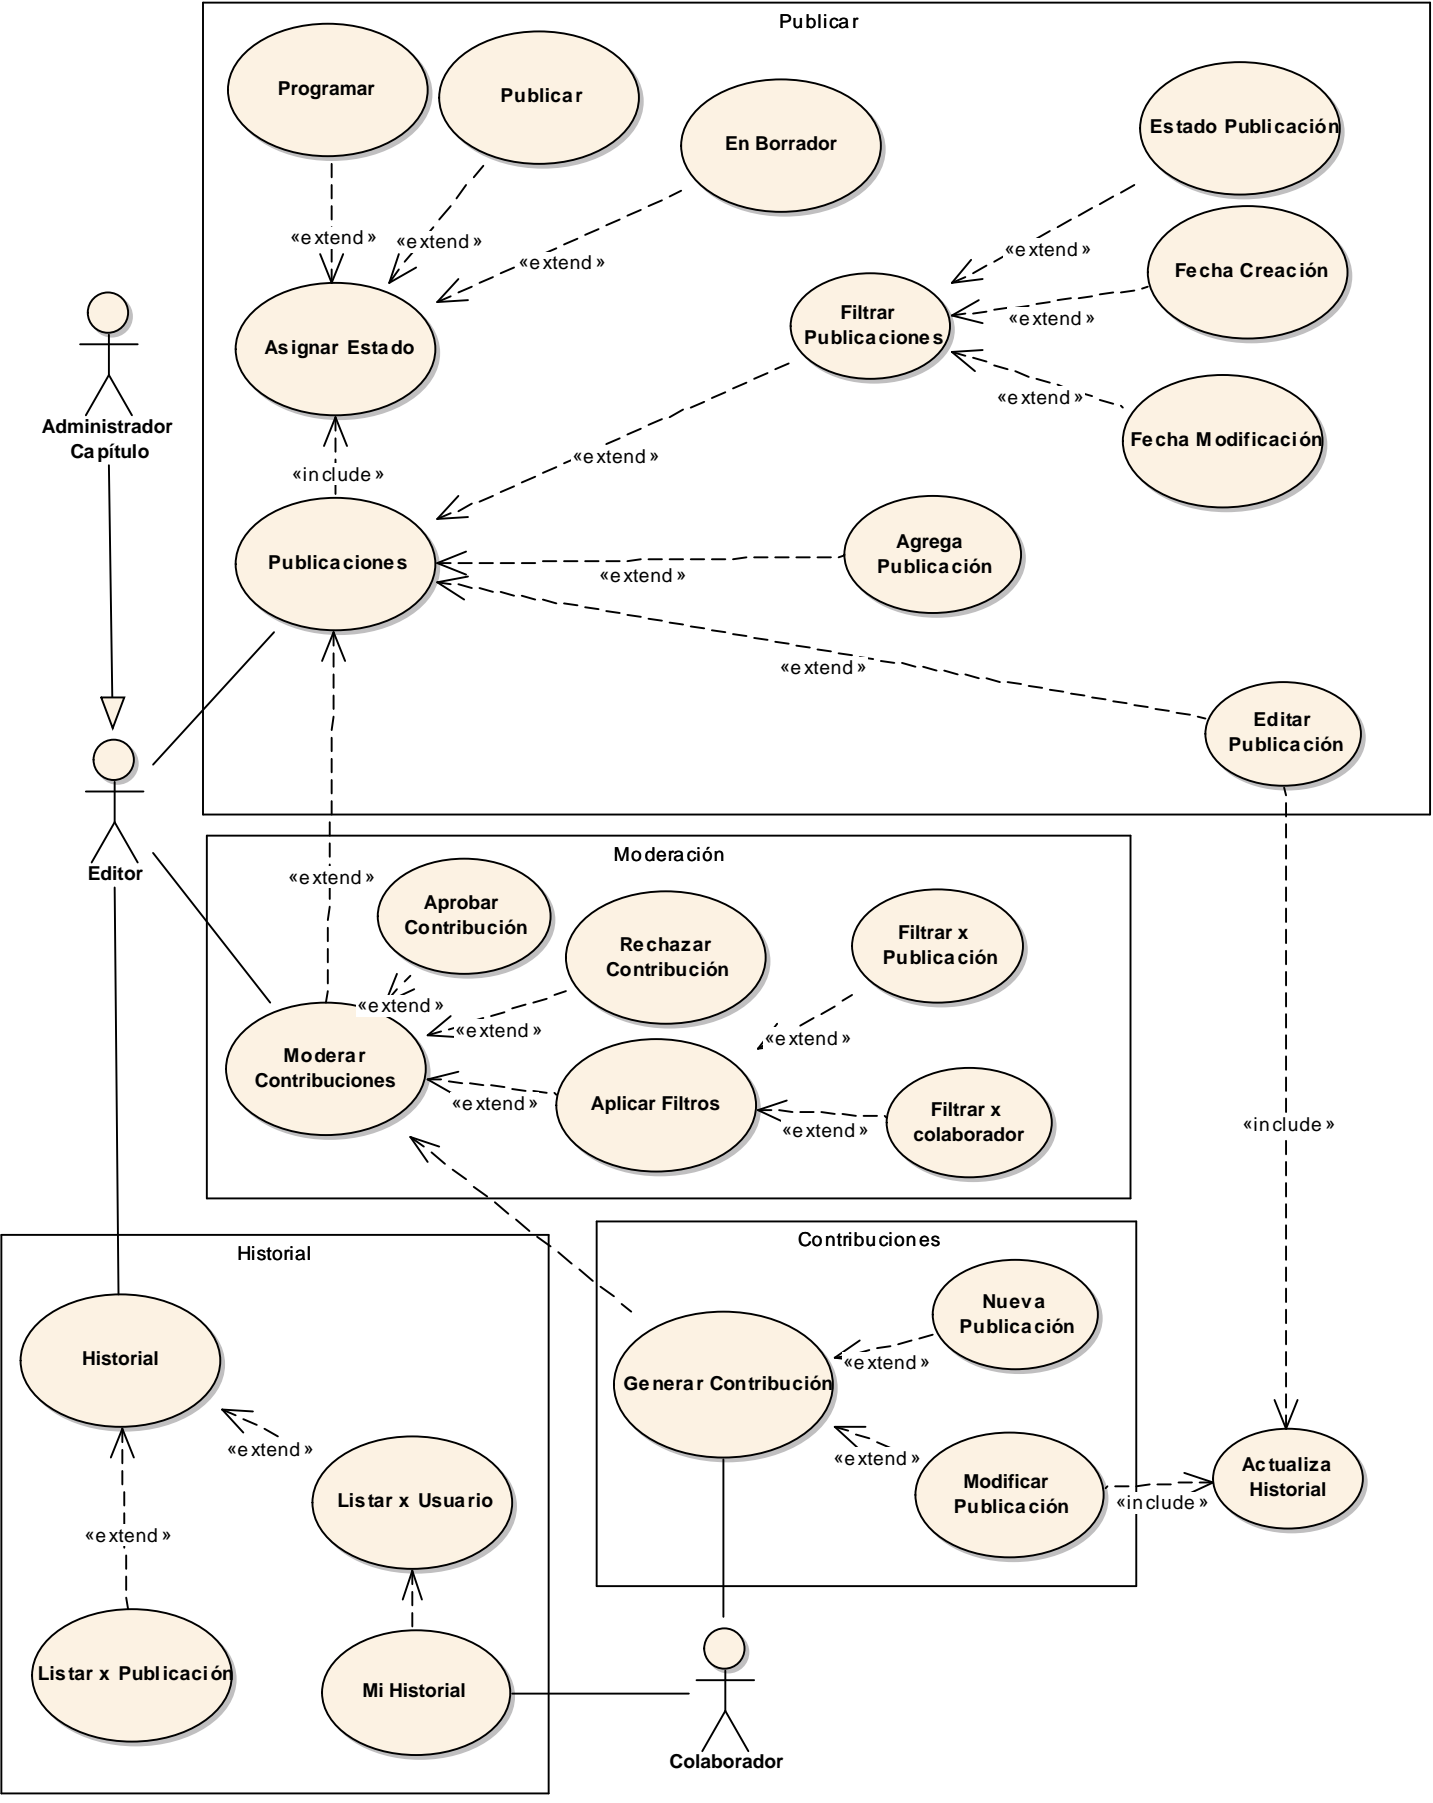 Publicar
Programar
Publicar
En Borrador
Estado Publicación
«extend»
«extend»
«extend»
«extend»
Fecha Creación
Filtrar
Publicaciones
«extend»
Asignar Estado
«extend»
Administrador
Capítulo
Fecha Modificación
«extend»
«include»
Agrega
Publicación
Publicaciones
«extend»
«extend»
Editar
Publicación
Moderación
Editor
«extend»
Aprobar
Contribución
Rechazar
Contribución
Filtrar x
Publicación
«extend»
«extend»
«extend»
Moderar
Contribuciones
«extend»
Aplicar Filtros
«extend»
Filtrar x
colaborador
«include»
Historial
Contribuciones
Nueva
Publicación
Historial
«extend»
Generar Contribución
«extend»
«extend»
Actualiza
Historial
Modificar
Publicación
«include»
Listar x Usuario
«extend»
Listar x Publicación
Mi Historial
Colaborador